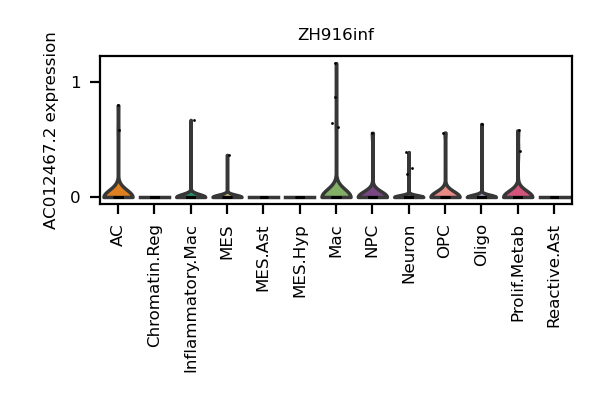 ZH916inf
AC012467.2 expression
1
0
AC
Chromatin.Reg
Inflammatory.Mac
MES
MES.Ast
MES.Hyp
Mac
NPC
Neuron
OPC
Oligo
Prolif.Metab
Reactive.Ast